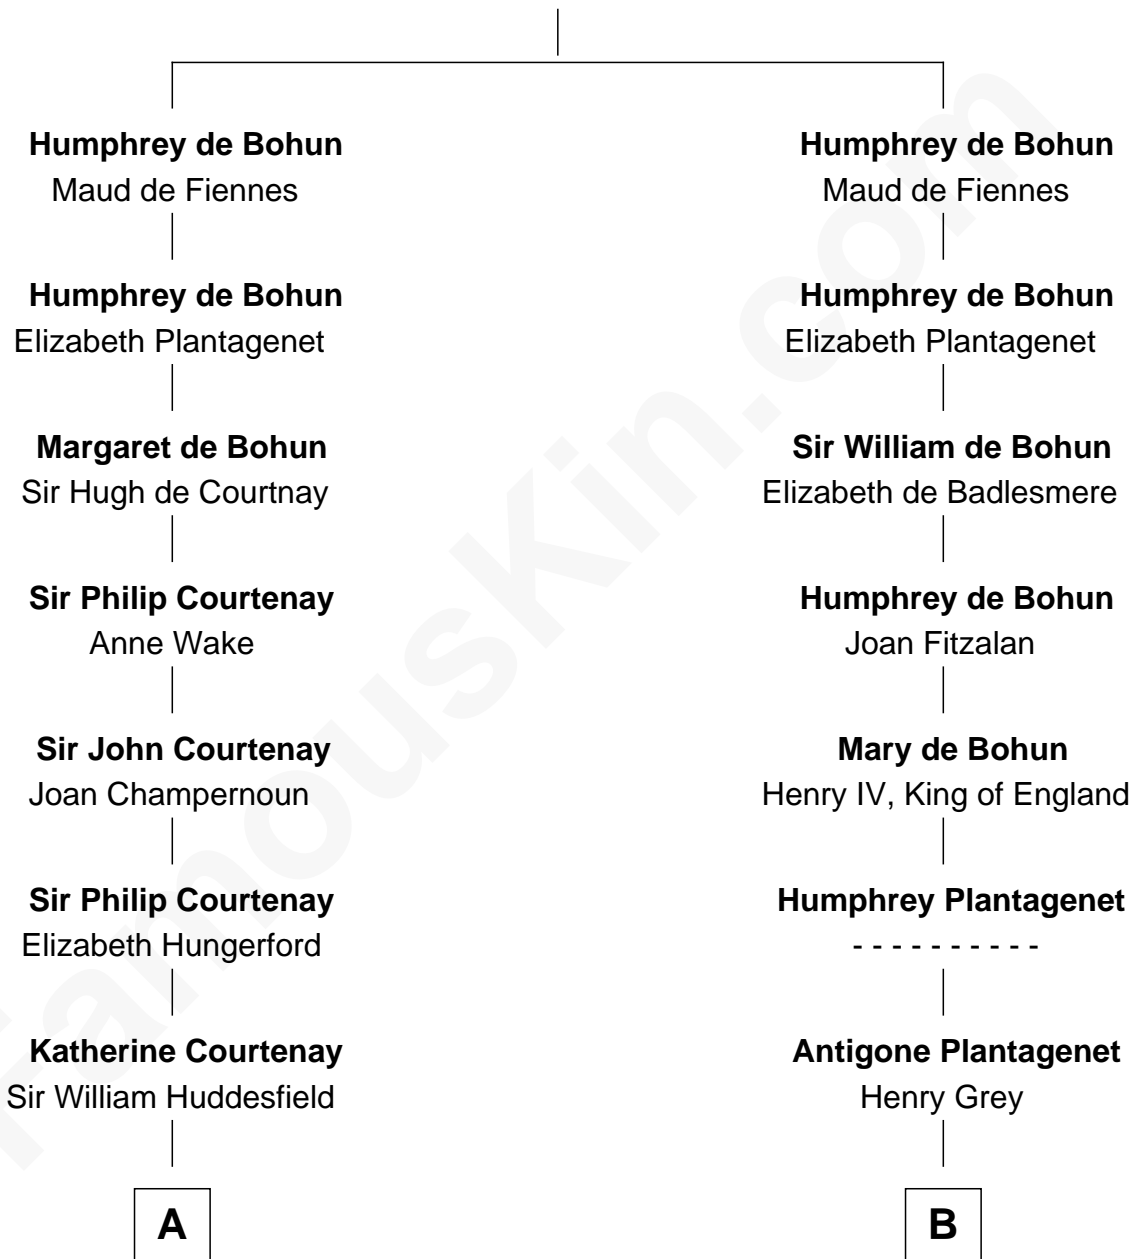 Humphrey de Bohun
Maud de Fiennes
Humphrey de Bohun
Elizabeth Plantagenet
Margaret de Bohun
Sir Hugh de Courtnay
Sir Philip Courtenay
Anne Wake
Sir John Courtenay
Joan Champernoun
Sir Philip Courtenay
Elizabeth Hungerford
Katherine Courtenay
Sir William Huddesfield
A
Humphrey de Bohun
Maud de Fiennes
Humphrey de Bohun
Elizabeth Plantagenet
Sir William de Bohun
Elizabeth de Badlesmere
Humphrey de Bohun
Joan Fitzalan
Mary de Bohun
Henry IV, King of England
Humphrey Plantagenet
- - - - - - - - - -
Antigone Plantagenet
Henry Grey
B
FamousKin.com